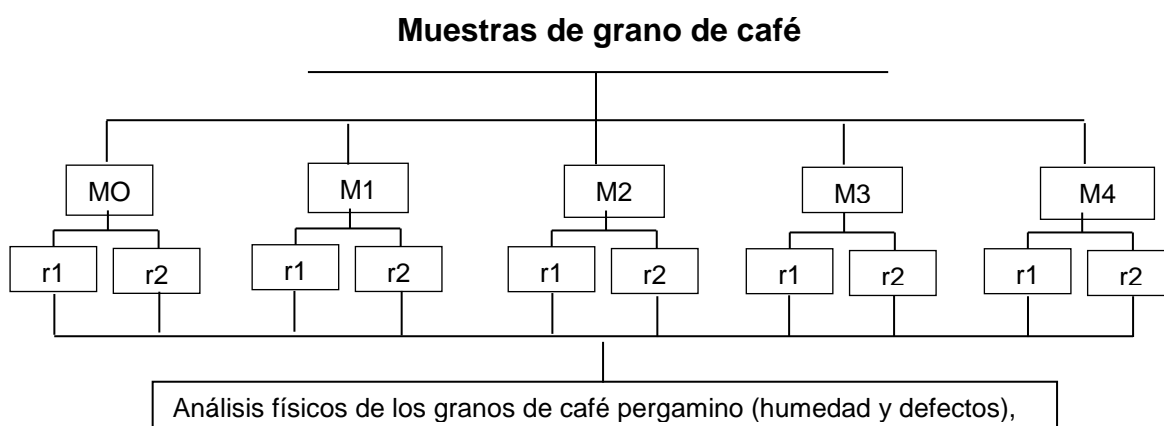 Muestras de grano de café
MO M1 M2 M3 M4
r1 r2 r1 r2 r1 r2 r1 r2 r1 r2
Análisis físicos de los granos de café pergamino (humedad y defectos),